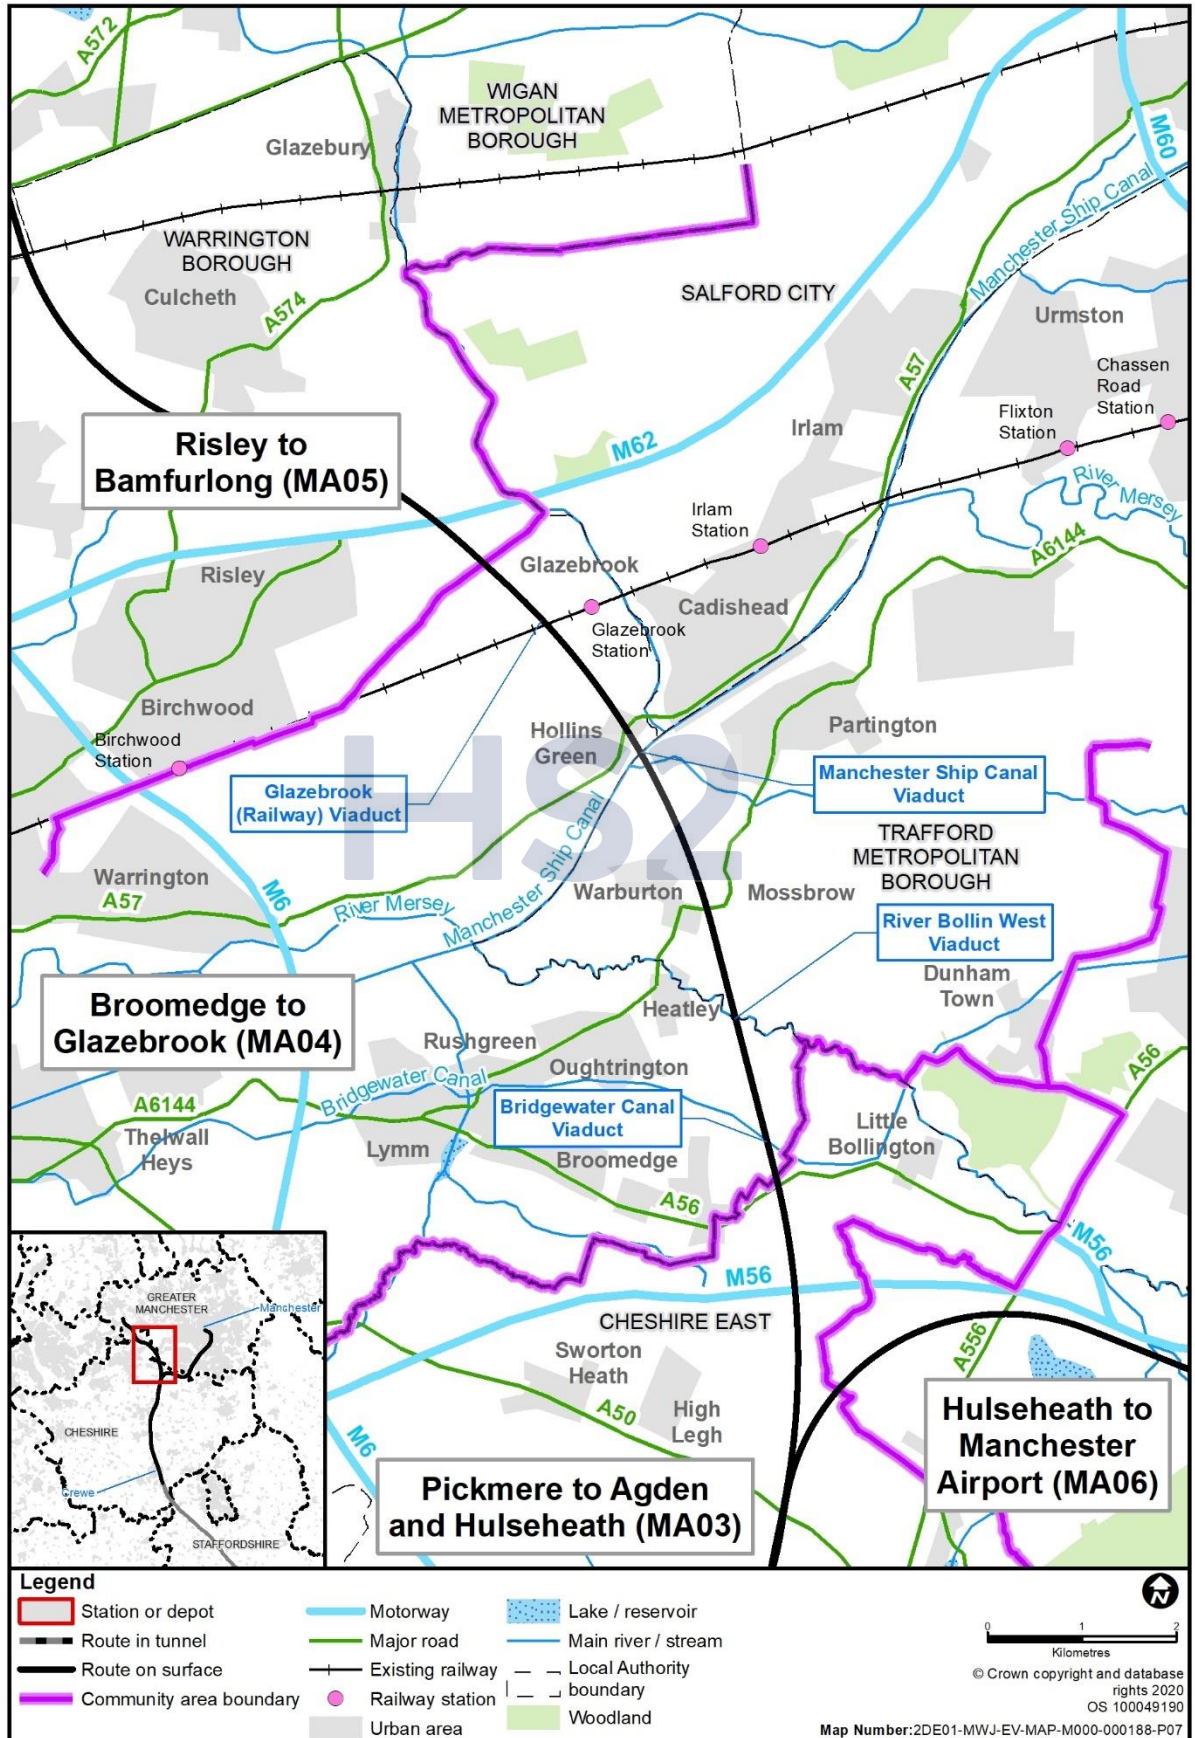 A572
WIGAN
METROPOLITAN
BOROUGH
Glazebury
M60
Manchester Ship Canal
WARRINGTON
BOROUGH
Culcheth
A574
SALFORD CITY
Urmston
Chassen
Road
Station
A57
Flixton
Station
Irlam
Risley to
Bamfurlong (MA05)
M62
River Mersey
Irlam
Station
A6144
Glazebrook
Risley
Cadishead
Glazebrook
Station
Birchwood
Hollins
Green
Partington
Birchwood
Station
HS2
Glazebrook
(Railway) Viaduct
Manchester Ship Canal
Viaduct
TRAFFORD
METROPOLITAN
BOROUGH
Warrington
A57
M6
River Mersey
Manchester Ship Canal
Warburton
Mossbrow
River Bollin West
Viaduct
Dunham
Town
Broomedge to
Glazebrook (MA04)
Heatley
Rushgreen
Oughtrington
A56
Bridgewater Canal
A6144
Thelwall
Heys
Lymm
Bridgewater Canal
Viaduct
Broomedge
Little
Bollington
A56
M56
M56
CHESHIRE EAST
Sworton
Heath
A50
High
Legh
A556
M6
Hulseheath to
Manchester
Airport (MA06)
Pickmere to Agden
and Hulseheath (MA03)
GREATER
MANCHESTER
Manchester
CHESHIRE
Crewe
STAFFORDSHIRE
Legend
Station or depot
Route in tunnel
Route on surface
Community area boundary
Motorway
Major road
Existing railway
Railway station
Urban area
Lake / reservoir
Main river / stream
Local Authority
boundary
Woodland
N
0 1 2
Kilometres
© Crown copyright and database
rights 2020
OS 100049190
Map Number:2DE01-MWJ-EV-MAP-M000-000188-P07